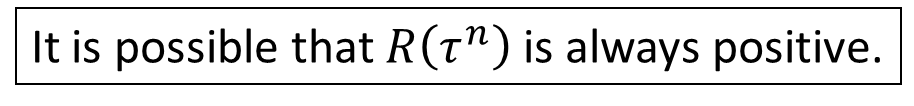 It is possible that R(τⁿ) is always positive.